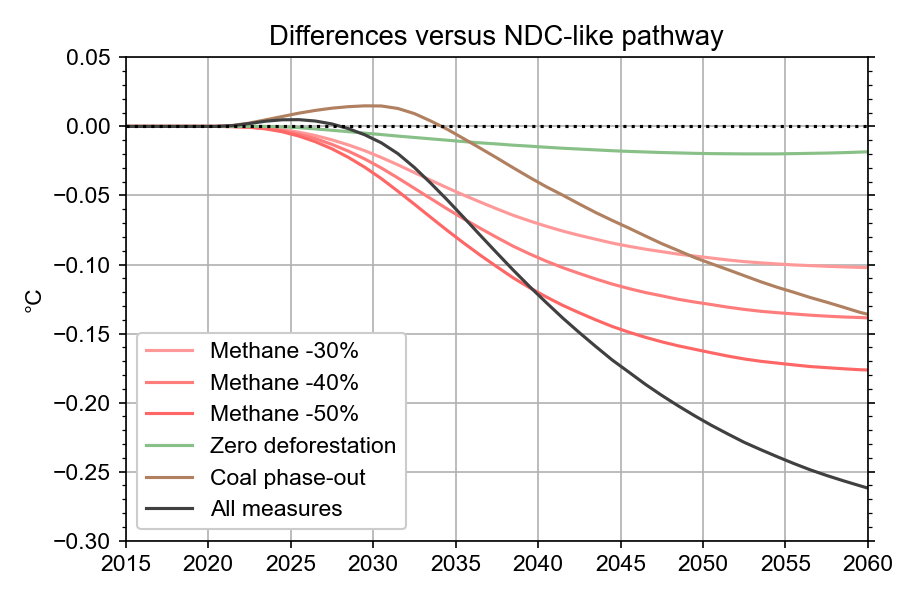 Differences versus NDC-like pathway
0.05
0.00
−0.05
−0.10
−0.15
−0.20
−0.25
−0.30
°C
Methane -30%
Methane -40%
Methane -50%
Zero deforestation
Coal phase-out
All measures
2015 2020 2025 2030 2035 2040 2045 2050 2055 2060